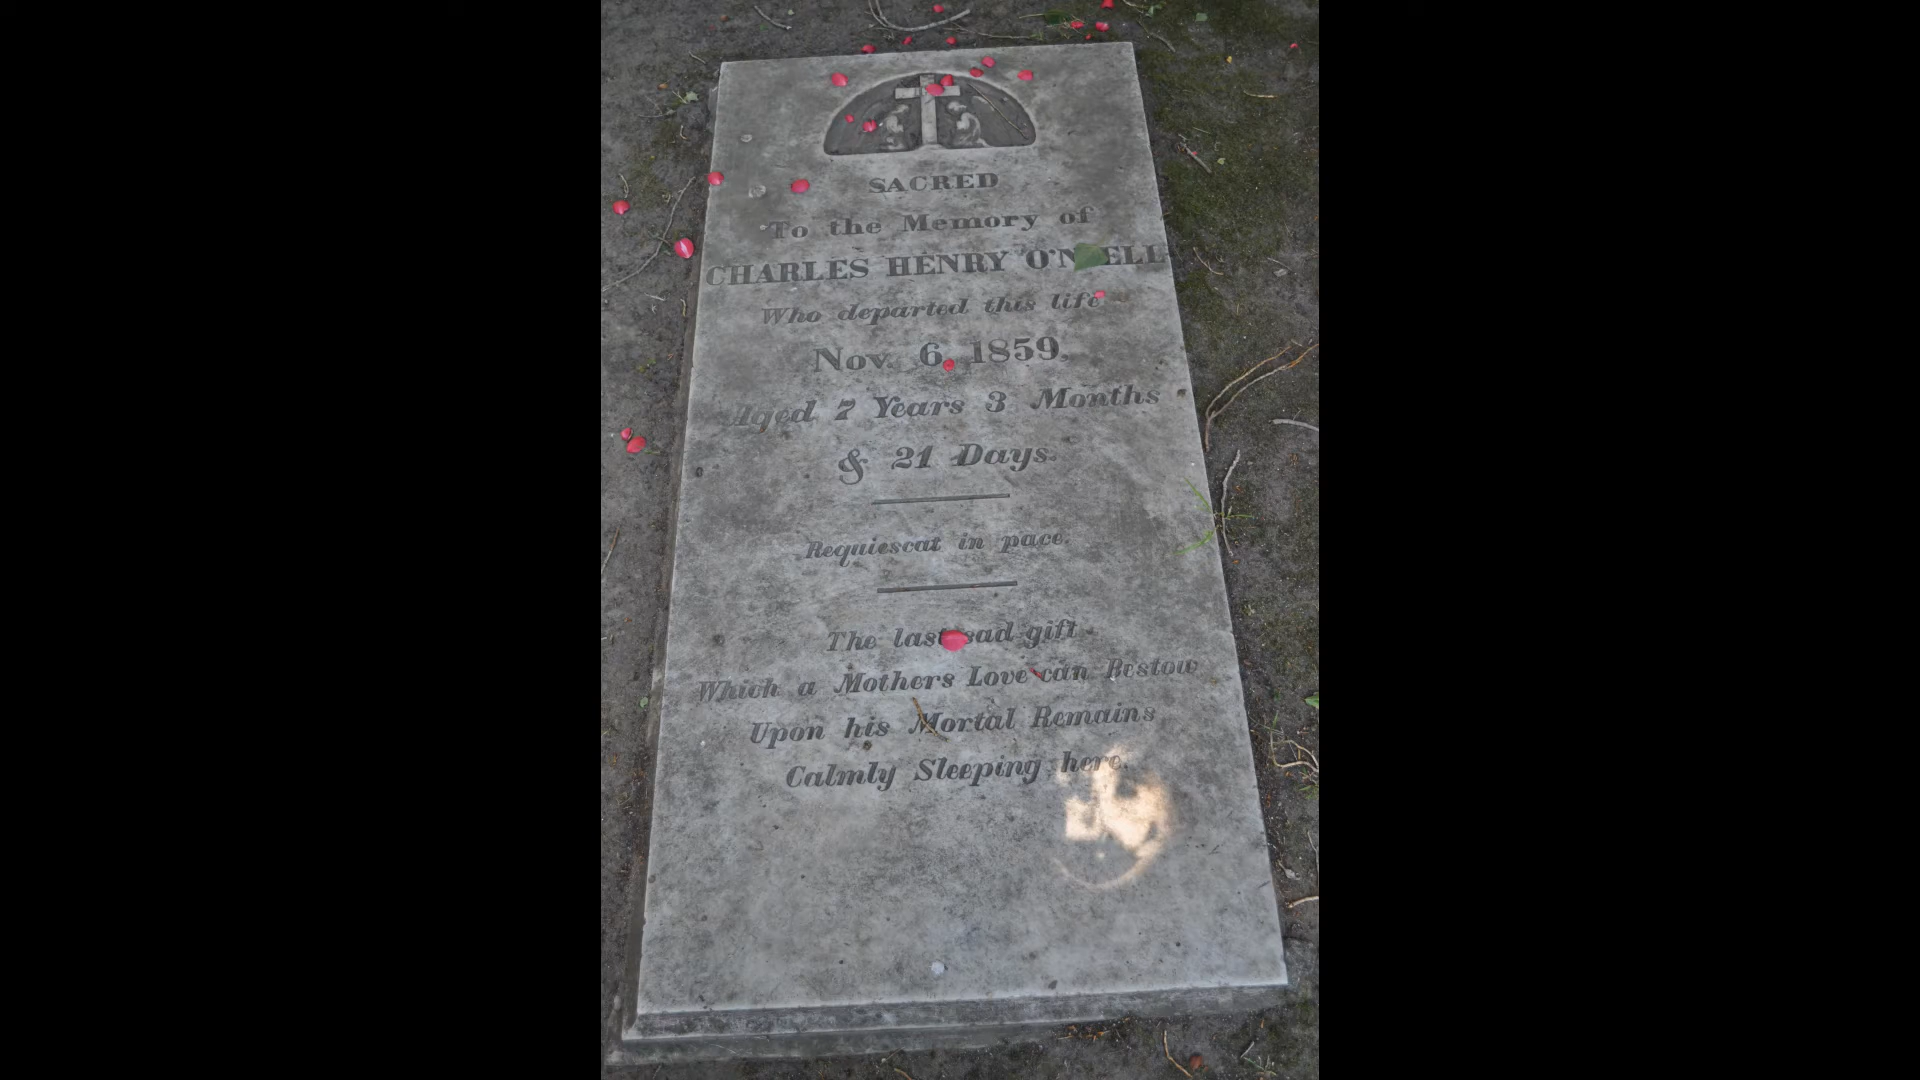 SACRED
To the Memory of
CHARLES HENRY O'NEILL
Who departed this life
Nov. 6, 1859,
Aged 7 Years 3 Months
& 21 Days.
Requiescat in pace.
The last sad gift
Which a Mothers Love can Bestow
Upon his Mortal Remains
Calmly Sleeping here.